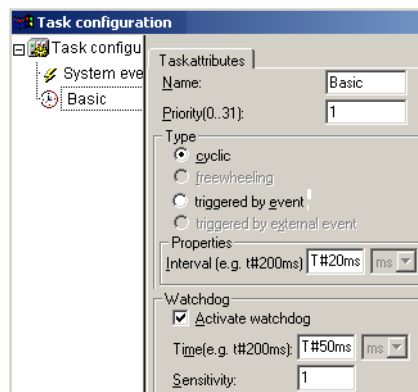 Task configuration
Task configu
System eve
Basic
Taskattributes
Name: Basic
Priority(0..31): 1
Type
cyclic
freewheeling
triggered by event
triggered by external event
Properties
Interval (e.g. t#200ms) T#20ms ms
Watchdog
Activate watchdog
Time(e.g. t#200ms): T#50ms ms
Sensitivity: 1